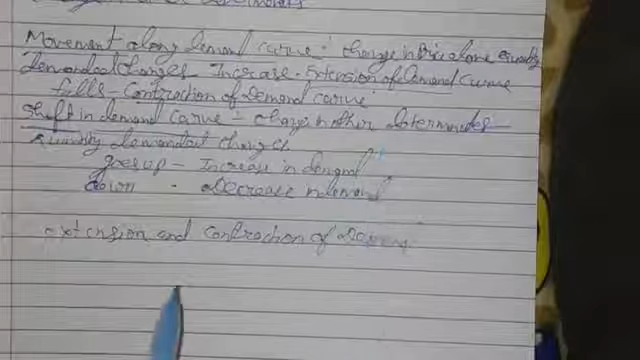 Movement along demand curve - change in Price alone quantity
demanded changes Increase - Extension of Demand curve
falls - Contraction of Demand curve
Shift in demand curve - change in other determinates -
quantity demanded changes
goes up - Increase in demand
down - Decrease in demand
extension and contraction of Demand